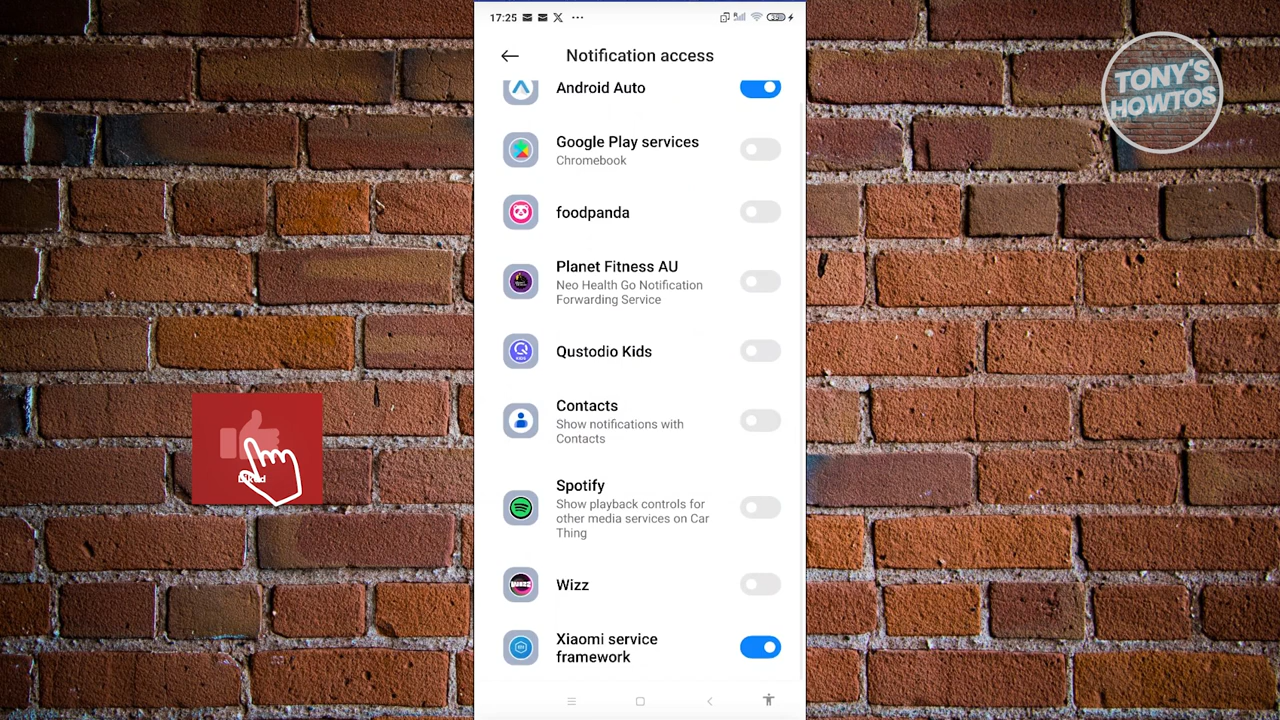 17:25
Notification access
TONY'S
HOWTOS
Android Auto
Google Play services
Chromebook
foodpanda
Planet Fitness AU
Neo Health Go Notification
Forwarding Service
Qustodio Kids
Contacts
Show notifications with
Contacts
Liked
Spotify
Show playback controls for
other media services on Car
Thing
Wizz
WIZZ
Xiaomi service
framework